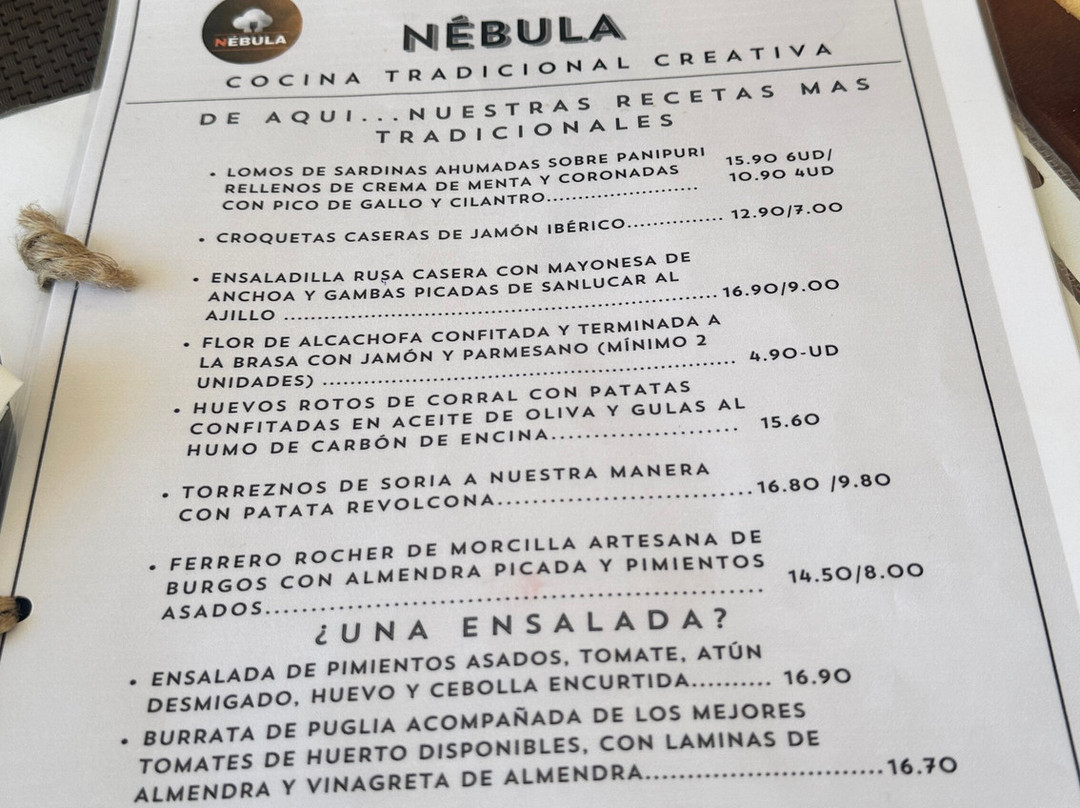 NÉBULA
NÉBULA
COCINA TRADICIONAL CREATIVA
DE AQUI...NUESTRAS RECETAS MAS
TRADICIONALES
• LOMOS DE SARDINAS AHUMADAS SOBRE PANIPURI 15.90 6UD/
RELLENOS DE CREMA DE MENTA Y CORONADAS 10.90 4UD
CON PICO DE GALLO Y CILANTRO....................
• CROQUETAS CASERAS DE JAMÓN IBÉRICO............ 12.90/7.00
• ENSALADILLA RUSA CASERA CON MAYONESA DE
ANCHOA Y GAMBAS PICADAS DE SANLUCAR AL
AJILLO ....................................................... 16.90/9.00
• FLOR DE ALCACHOFA CONFITADA Y TERMINADA A
LA BRASA CON JAMÓN Y PARMESANO (MÍNIMO 2
UNIDADES) .................................................... 4.90-UD
• HUEVOS ROTOS DE CORRAL CON PATATAS
CONFITADAS EN ACEITE DE OLIVA Y GULAS AL
HUMO DE CARBÓN DE ENCINA........................ 15.60
• TORREZNOS DE SORIA A NUESTRA MANERA
CON PATATA REVOLCONA................................ 16.80 /9.80
• FERRERO ROCHER DE MORCILLA ARTESANA DE
BURGOS CON ALMENDRA PICADA Y PIMIENTOS
ASADOS............................................................ 14.50/8.00
¿UNA ENSALADA?
• ENSALADA DE PIMIENTOS ASADOS, TOMATE, ATÚN
DESMIGADO, HUEVO Y CEBOLLA ENCURTIDA.......... 16.90
• BURRATA DE PUGLIA ACOMPAÑADA DE LOS MEJORES
TOMATES DE HUERTO DISPONIBLES, CON LAMINAS DE
ALMENDRA Y VINAGRETA DE ALMENDRA............................16.70